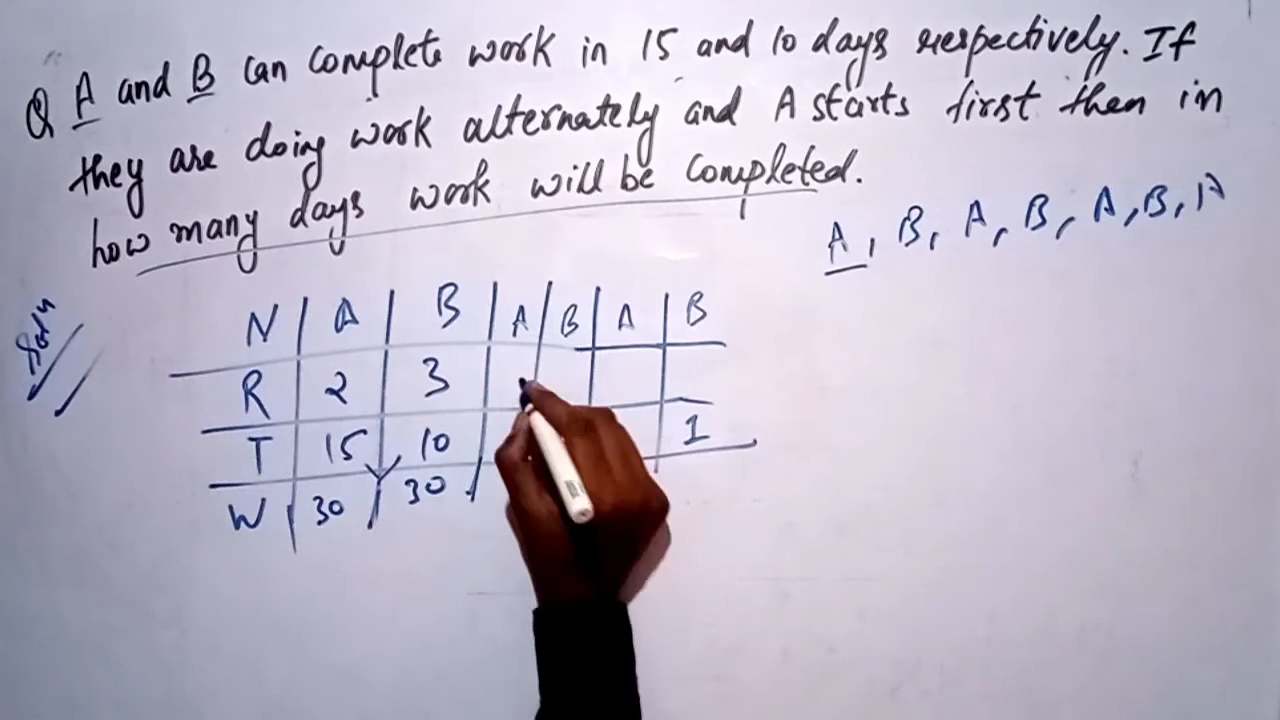 Q A and B can complete work in 15 and 10 days respectively. If
they are doing work alternately and A starts first then in
how many days work will be completed.
A, B, A, B, A, B, A
Soln
N A B A B A B
R 2 3
T 15 10 1
W 30 30